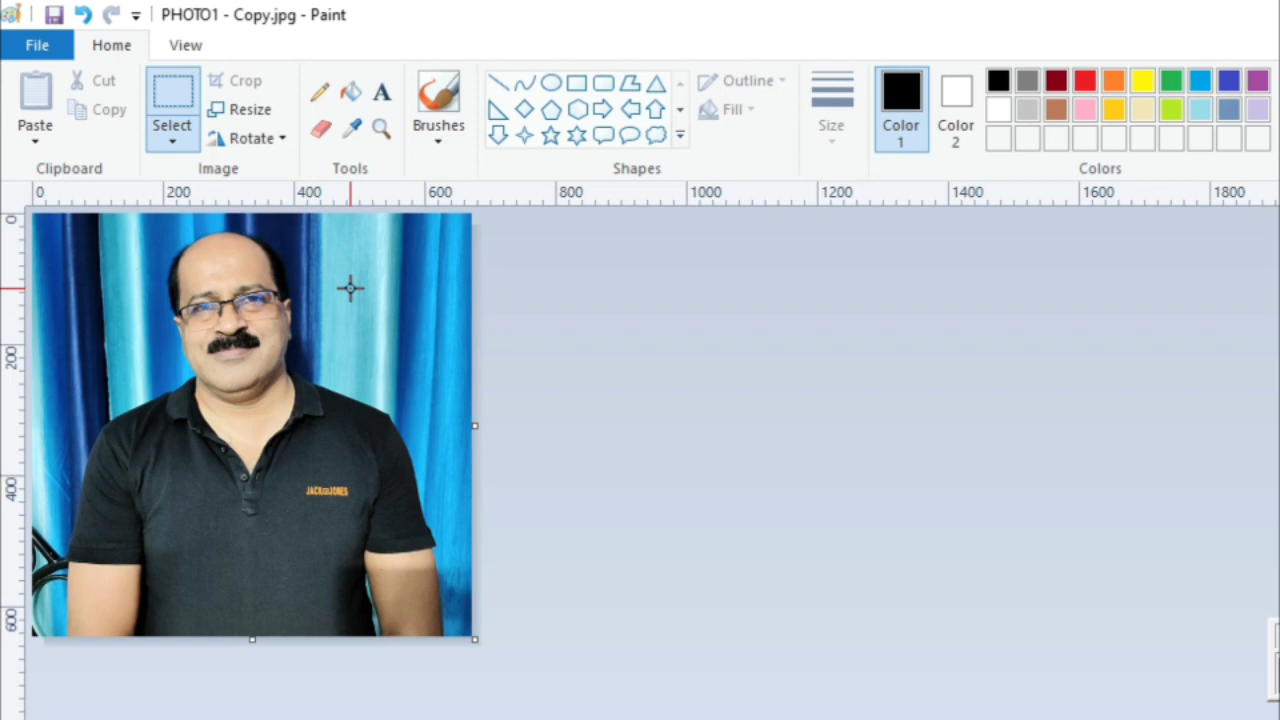 PHOTO1 - Copy.jpg - Paint
File Home View
Paste
Cut
Copy
Clipboard
Select
Crop
Resize
Rotate
Image
A
Tools
Brushes
Outline
Fill
Shapes
Size
Color 1
Color 2
Colors
0 200 400 600 800 1000 1200 1400 1600 1800
0
200
400
600
JACK&JONES